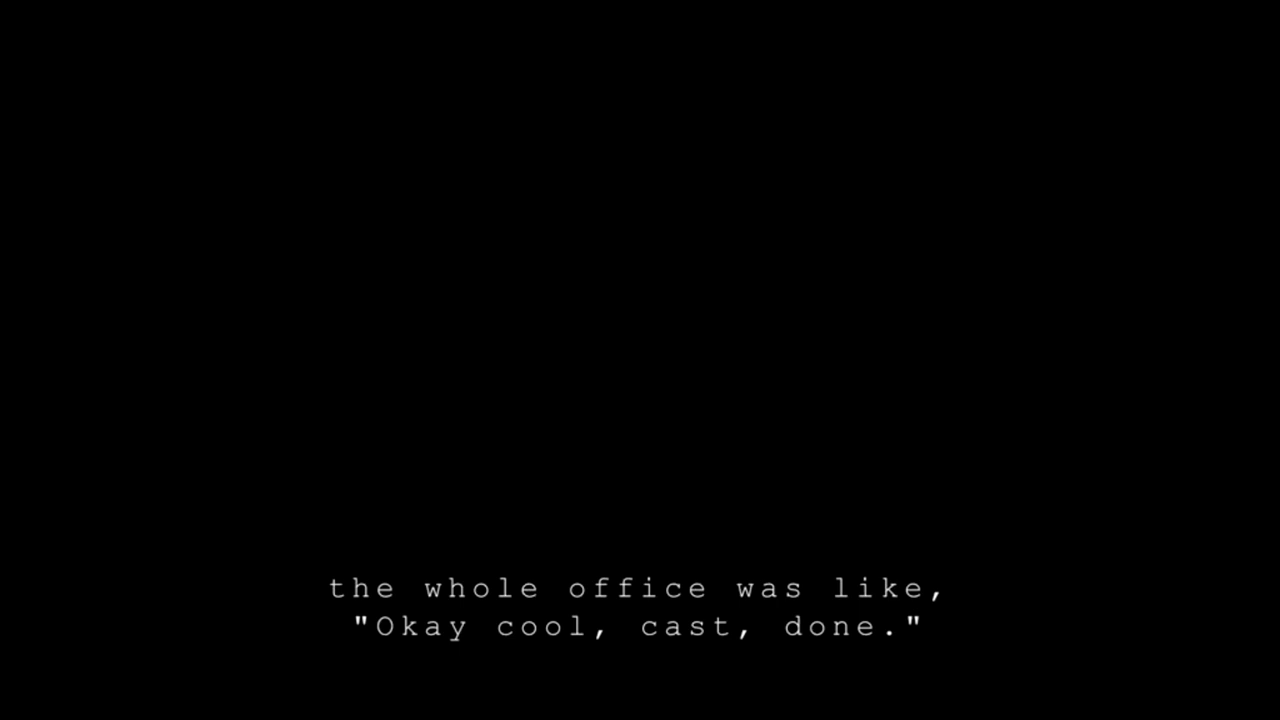 the whole office was like,
"Okay cool, cast, done."